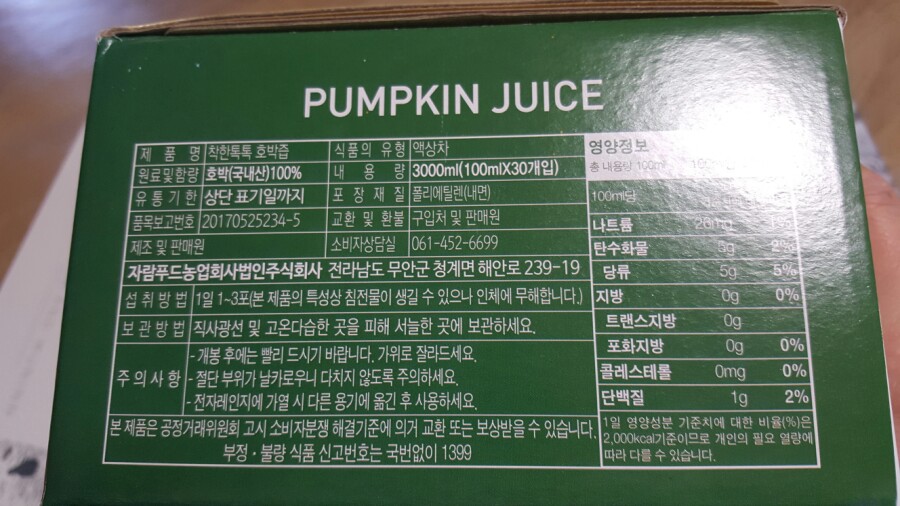 PUMPKIN JUICE
제 품 명 착한톡톡 호박즙 식품의 유형 액상차
원료및함량 호박(국내산)100% 내 용 량 3000ml(100mlX30개입)
유통기한 상단 표기일까지 포 장 재 질 폴리에틸렌(내면)
품목보고번호 20170525234-5 교환 및 환불 구입처 및 판매원
제조 및 판매원 소비자상담실 061-452-6699
자람푸드농업회사법인주식회사 전라남도 무안군 청계면 해안로 239-19
섭취방법 1일 1~3포(본 제품의 특성상 침전물이 생길 수 있으나 인체에 무해합니다.)
보관방법 직사광선 및 고온다습한 곳을 피해 서늘한 곳에 보관하세요.
주의사항
- 개봉 후에는 빨리 드시기 바랍니다. 가위로 잘라드세요.
- 절단 부위가 날카로우니 다치지 않도록 주의하세요.
- 전자레인지에 가열 시 다른 용기에 옮긴 후 사용하세요.
본 제품은 공정거래위원회 고시 소비자분쟁 해결기준에 의거 교환 또는 보상받을 수 있습니다.
부정·불량 식품 신고번호는 국번없이 1399
영양정보
총 내용량 100ml
100ml당
나트륨
탄수화물 2%
당류 5g 5%
지방 0g 0%
트랜스지방 0g
포화지방 0g 0%
콜레스테롤 0mg 0%
단백질 1g 2%
1일 영양성분 기준치에 대한 비율(%)은
2,000kcal기준이므로 개인의 필요 열량에
따라 다를 수 있습니다.